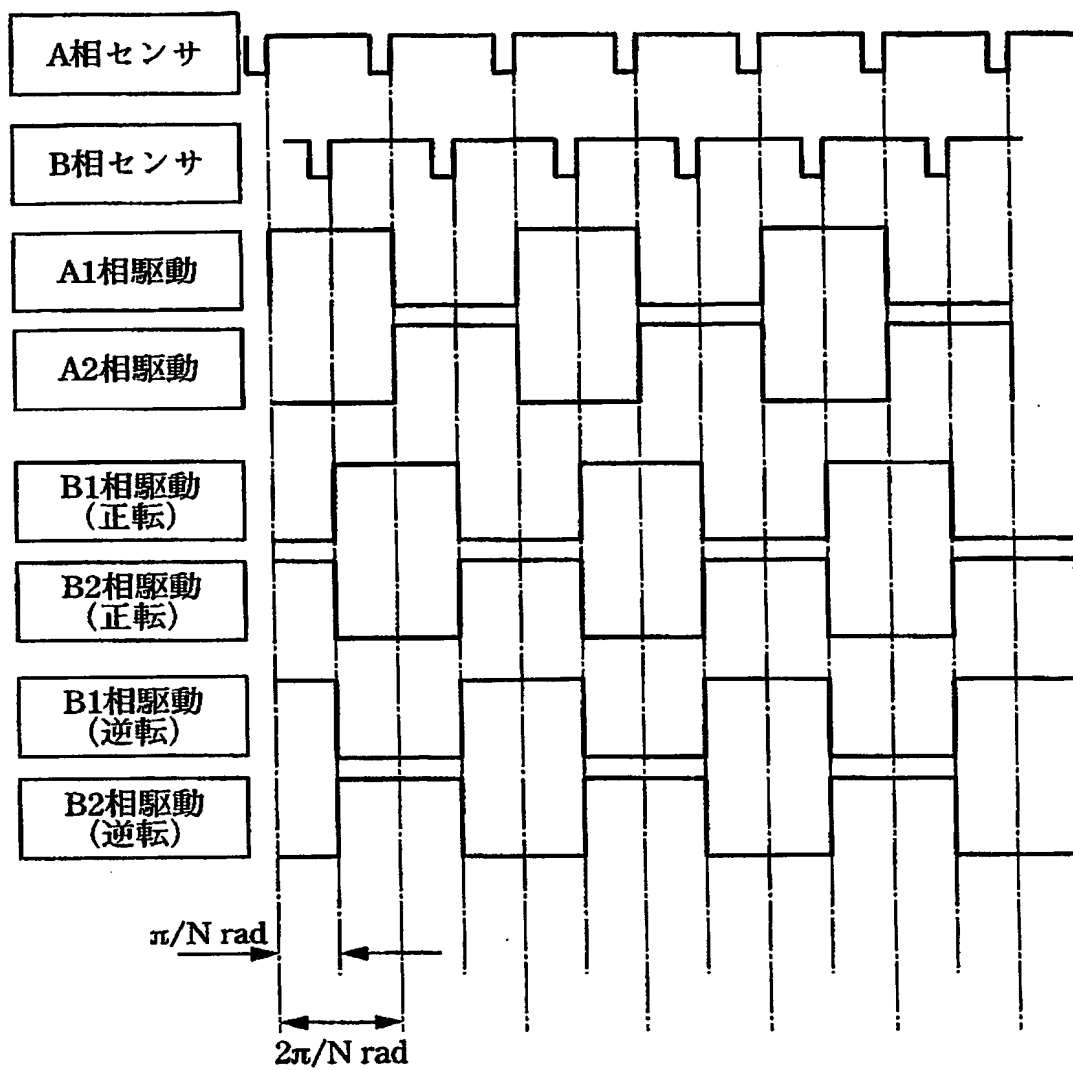 A相センサ
B相センサ
A1相駆動
A2相駆動
B1相駆動
(正転)
B2相駆動
(正転)
B1相駆動
(逆転)
B2相駆動
(逆転)
π/N rad
2π/N rad